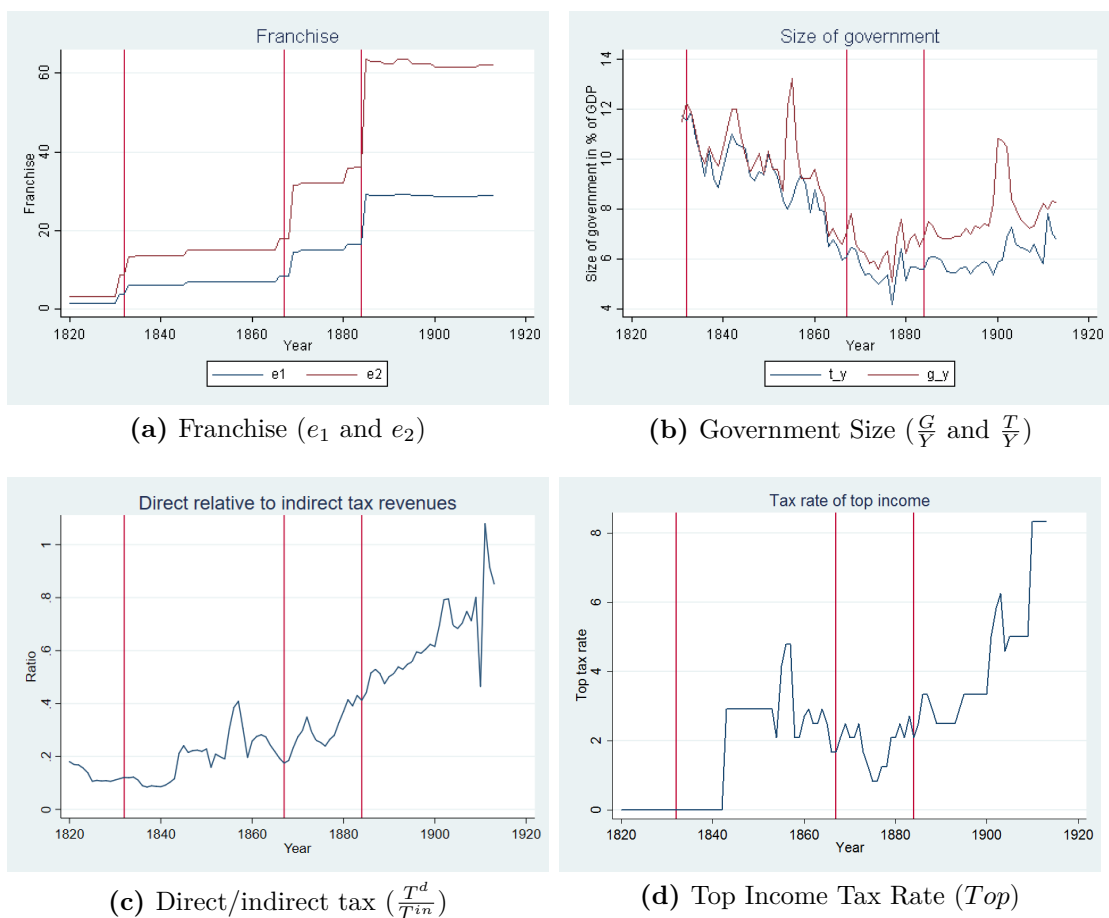 Franchise
Franchise
60
40
20
0
1820 1840 1860 1880 1900 1920
Year
e1 e2
(a) Franchise (e₁ and e₂)
Size of government
Size of government in % of GDP
14
12
10
8
6
4
1820 1840 1860 1880 1900 1920
Year
t_y g_y
(b) Government Size (G/Y and T/Y)
Direct relative to indirect tax revenues
Ratio
1
.8
.6
.4
.2
0
1820 1840 1860 1880 1900 1920
Year
(c) Direct/indirect tax (T^d/T^in)
Tax rate of top income
Top tax rate
8
6
4
2
0
1820 1840 1860 1880 1900 1920
Year
(d) Top Income Tax Rate (Top)